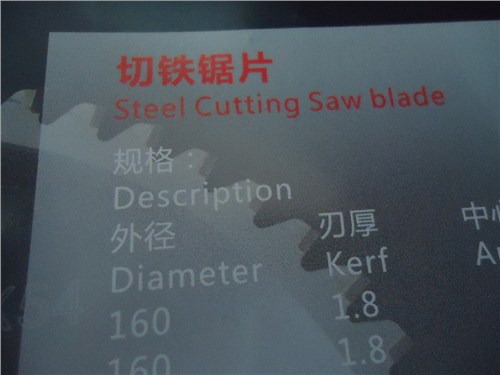 切铁锯片
Steel Cutting Saw blade
规格：
Description
外径 刃厚
Diameter Kerf
160 1.8
160 1.8